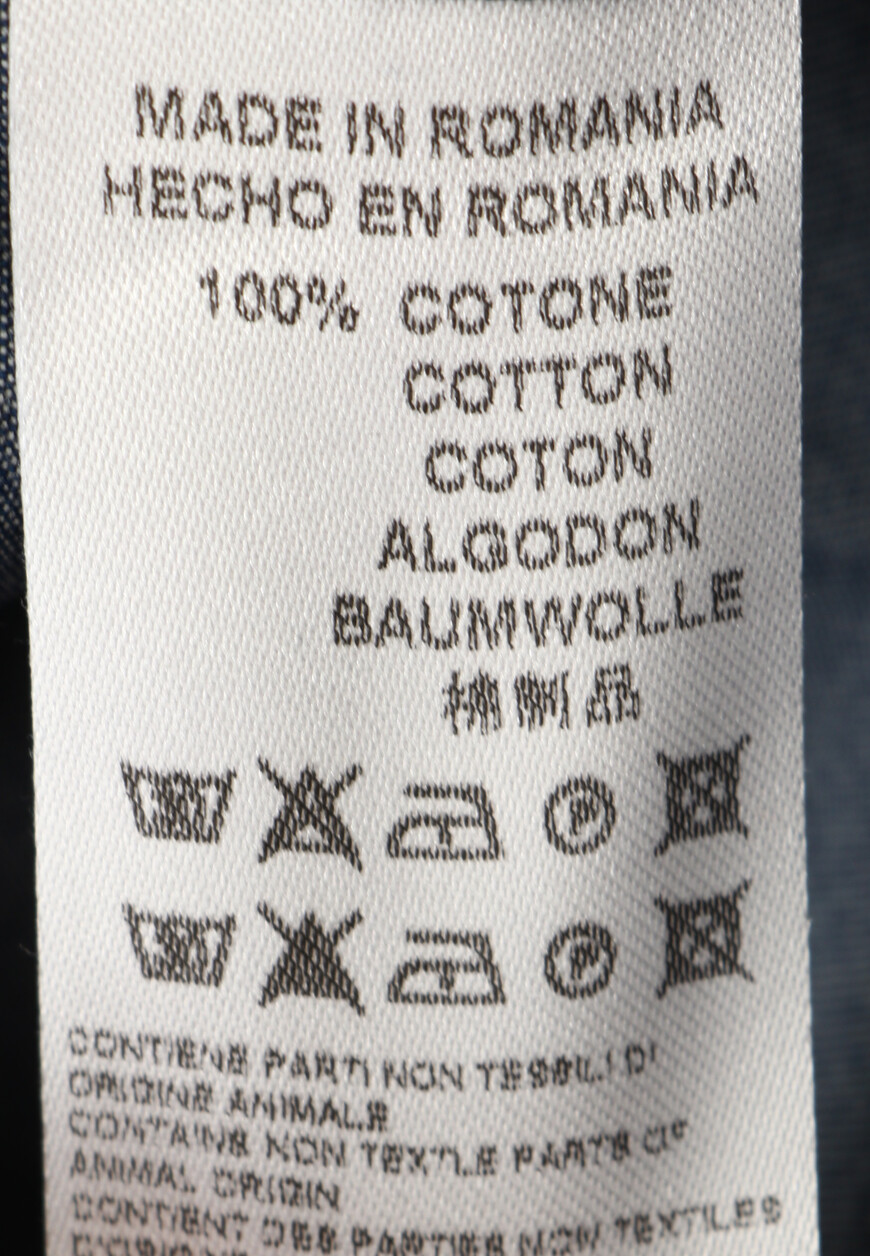 MADE IN ROMANIA
HECHO EN ROMANIA
100% COTONE
COTTON
COTON
ALGODON
BAUMWOLLE
CONTIENE PARTI NON TESSILI DI
ORIGINE ANIMALE
CONTAINS NON TEXTILE PARTS OF
ANIMAL ORIGIN
CONTIENT DES PARTIES NON TEXTILES